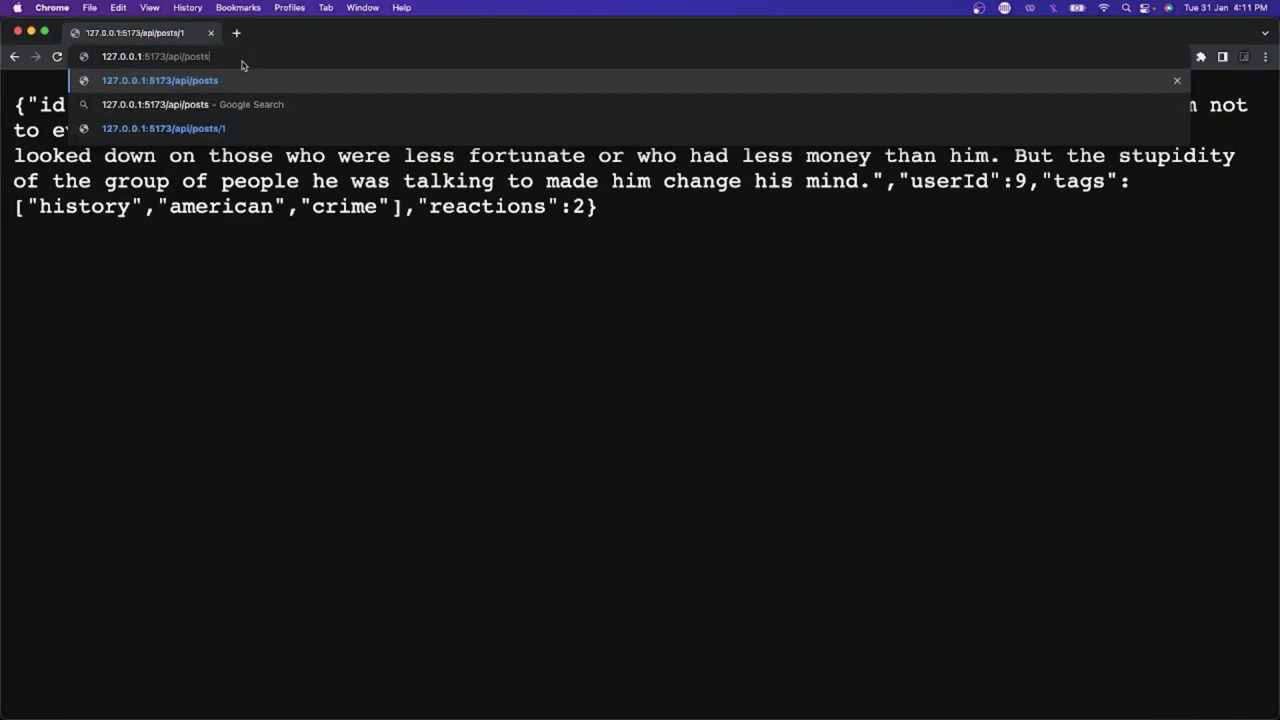 Chrome File Edit View History Bookmarks Profiles Tab Window Help Tue 31 Jan 4:11 PM
127.0.0.1:5173/api/posts/1
127.0.0.1:5173/api/posts
127.0.0.1:5173/api/posts
127.0.0.1:5173/api/posts - Google Search
127.0.0.1:5173/api/posts/1
{"id not
to
looked down on those who were less fortunate or who had less money than him. But the stupidity
of the group of people he was talking to made him change his mind.","userId":9,"tags":
["history","american","crime"],"reactions":2}